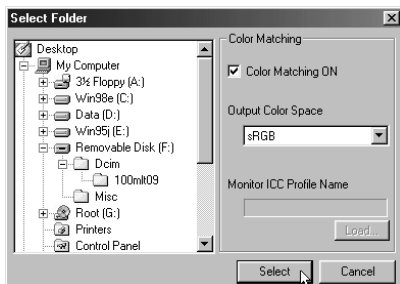 Select Folder
Desktop
My Computer
3½ Floppy (A:)
Win98e (C:)
Data (D:)
Win95j (E:)
Removable Disk (F:)
Dcim
100mlt09
Misc
Root (G:)
Printers
Control Panel
Color Matching
Color Matching ON
Output Color Space
sRGB
Monitor ICC Profile Name
Load...
Select
Cancel